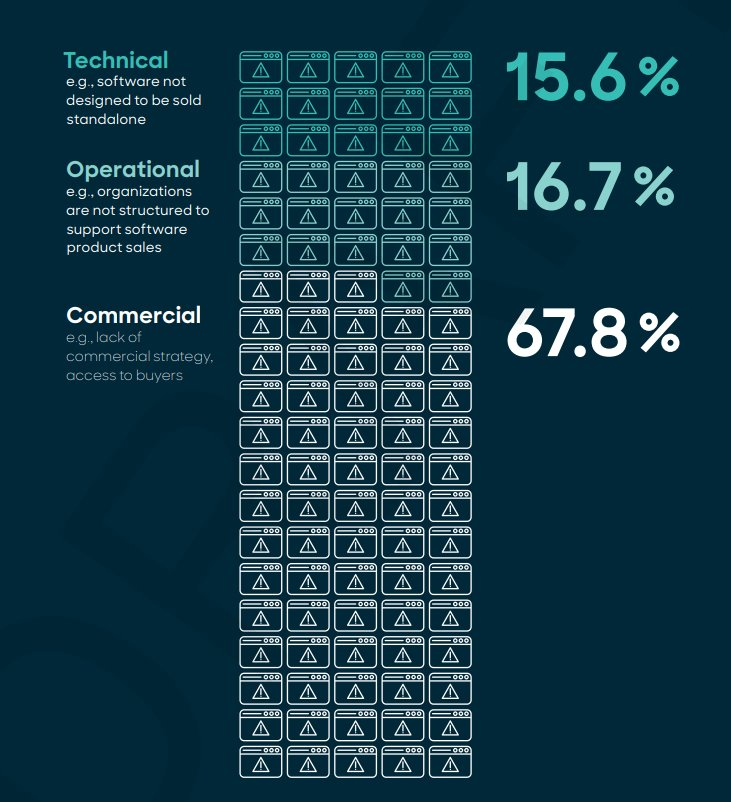 Technical
e.g., software not
designed to be sold
standalone
15.6 %
Operational
e.g., organizations
are not structured to
support software
product sales
16.7 %
Commercial
e.g., lack of
commercial strategy,
access to buyers
67.8 %